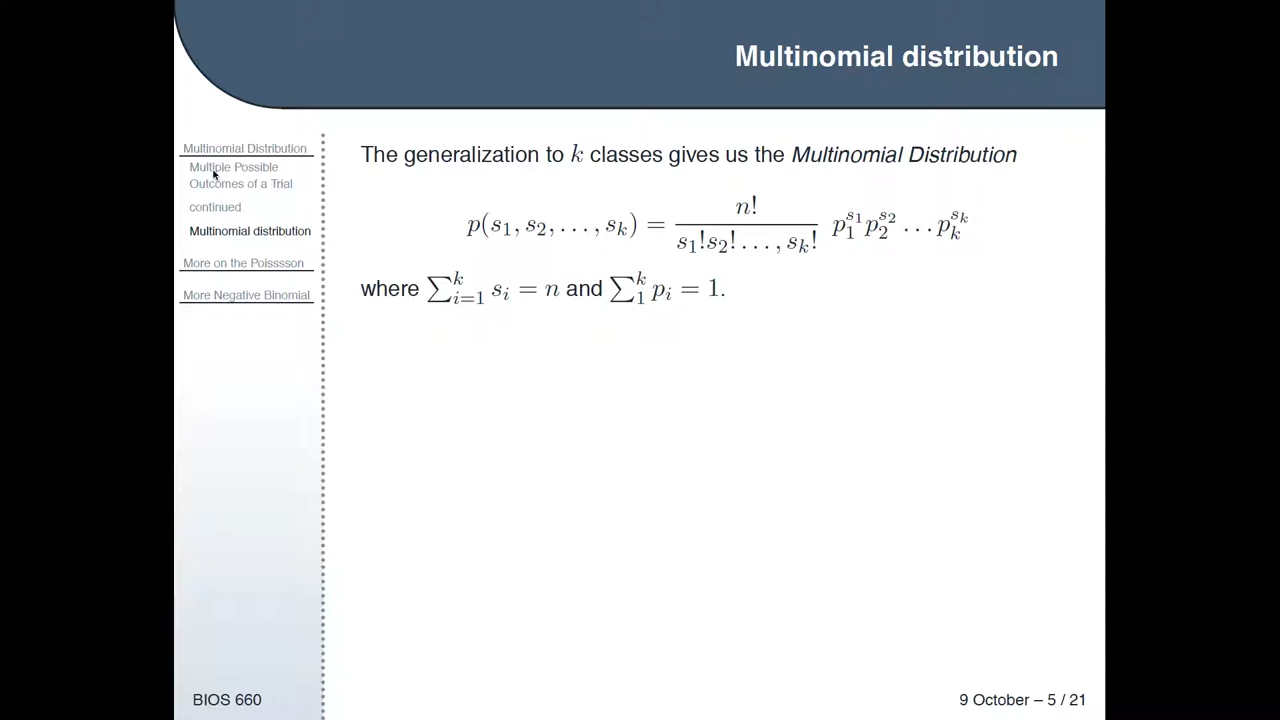 Multinomial distribution
Multinomial Distribution
Multiple Possible
Outcomes of a Trial
continued
Multinomial distribution
More on the Poisssson
More Negative Binomial
The generalization to k classes gives us the Multinomial Distribution
p(s₁, s₂, . . . , sₖ) = n! / (s₁!s₂! . . . , sₖ!) p₁^{s₁} p₂^{s₂} . . . pₖ^{sₖ}
where ∑_{i=1}^{k} sᵢ = n and ∑_{1}^{k} pᵢ = 1.
BIOS 660
9 October – 5 / 21